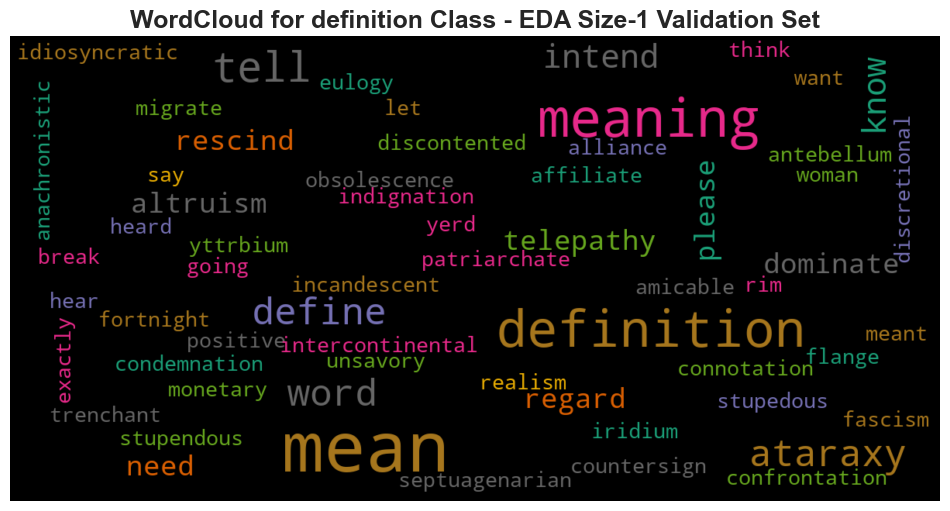 WordCloud for definition Class - EDA Size-1 Validation Set
idiosyncratic
tell
eulogy
intend
think
want
know
anachronistic
migrate
let
meaning
rescind
discontented
alliance
antebellum
discretional
say
obsolescence
affiliate
please
woman
altruism
indignation
heard
yerd
yttrbium
telepathy
break
going
patriarchate
dominate
hear
incandescent
amicable
rim
fortnight
define
definition
meant
exactly
positive
intercontinental
condemnation
unsavory
connotation
flange
monetary
word
realism
regard
stupedous
trenchant
fascism
stupendous
mean
iridium
ataraxy
need
septuagenarian
countersign
confrontation